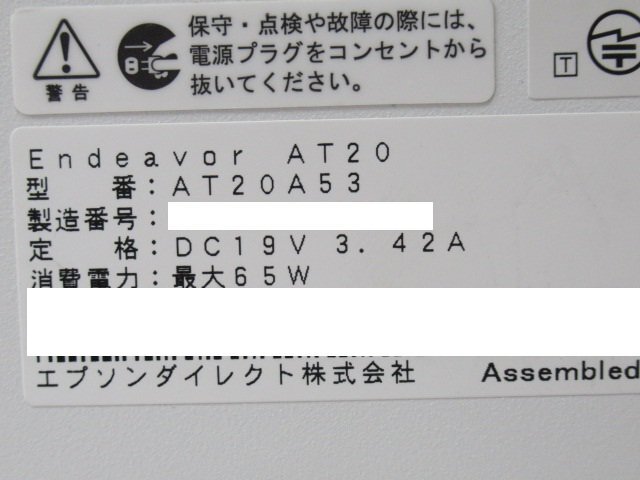 保守・点検や故障の際には、
電源プラグをコンセントから
抜いてください。
警告
T
Endeavor AT20
型 番：AT20A53
製造番号：
定 格：DC19V 3.42A
消費電力：最大65W
エプソンダイレクト株式会社 Assembled